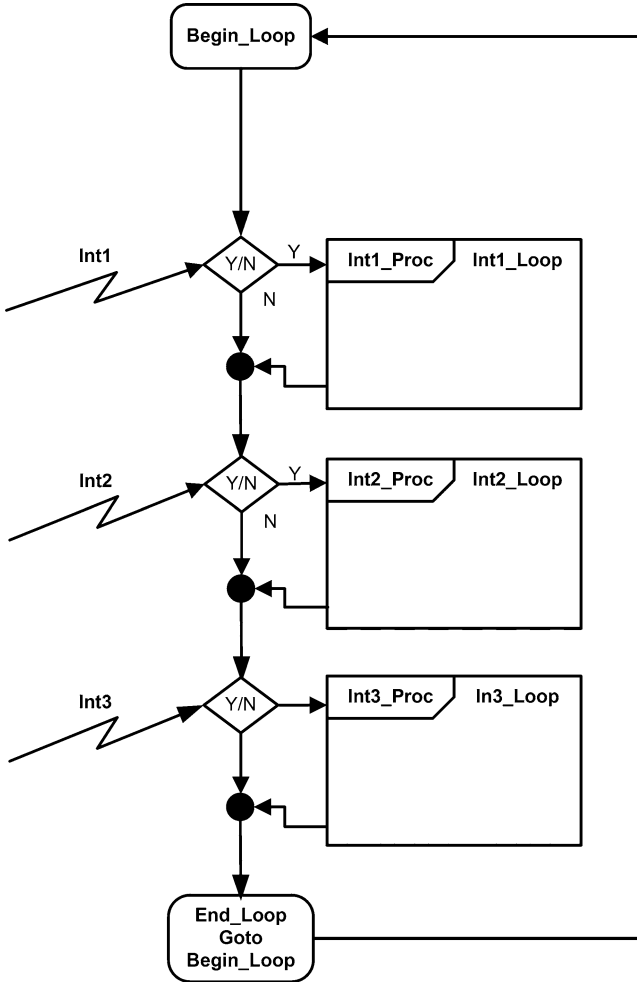 Begin_Loop
Int1
Y/N
Y
N
Int1_Proc
Int1_Loop
Int2
Y/N
Y
N
Int2_Proc
Int2_Loop
Int3
Y/N
Int3_Proc
In3_Loop
End_Loop
Goto
Begin_Loop